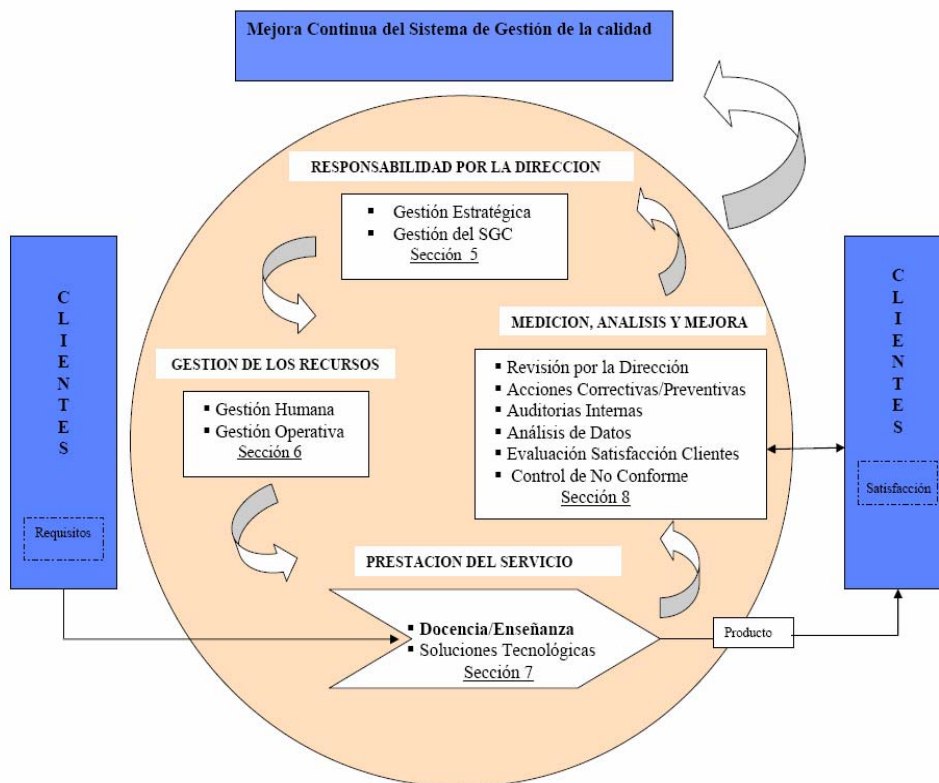 Mejora Continua del Sistema de Gestión de la calidad
RESPONSABILIDAD POR LA DIRECCION
▪ Gestión Estratégica
▪ Gestión del SGC
Sección 5
CLIENTES
Requisitos
GESTION DE LOS RECURSOS
▪ Gestión Humana
▪ Gestión Operativa
Sección 6
MEDICION, ANALISIS Y MEJORA
▪ Revisión por la Dirección
▪ Acciones Correctivas/Preventivas
▪ Auditorias Internas
▪ Análisis de Datos
▪ Evaluación Satisfacción Clientes
▪ Control de No Conforme
Sección 8
CLIENTES
Satisfacción
PRESTACION DEL SERVICIO
▪ Docencia/Enseñanza
▪ Soluciones Tecnológicas
Sección 7
Producto